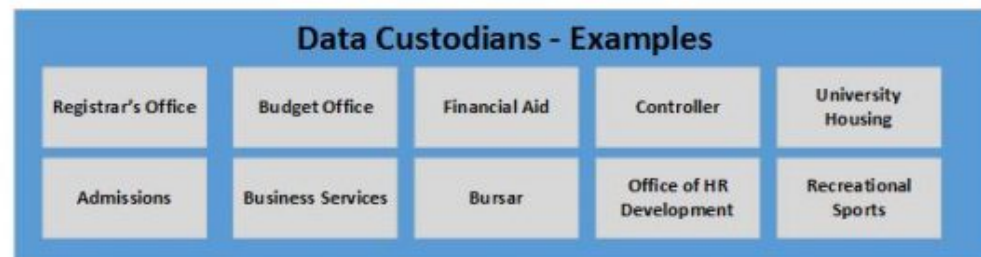 Data Custodians - Examples
Registrar's Office
Budget Office
Financial Aid
Controller
University
Housing
Admissions
Business Services
Bursar
Office of HR
Development
Recreational
Sports